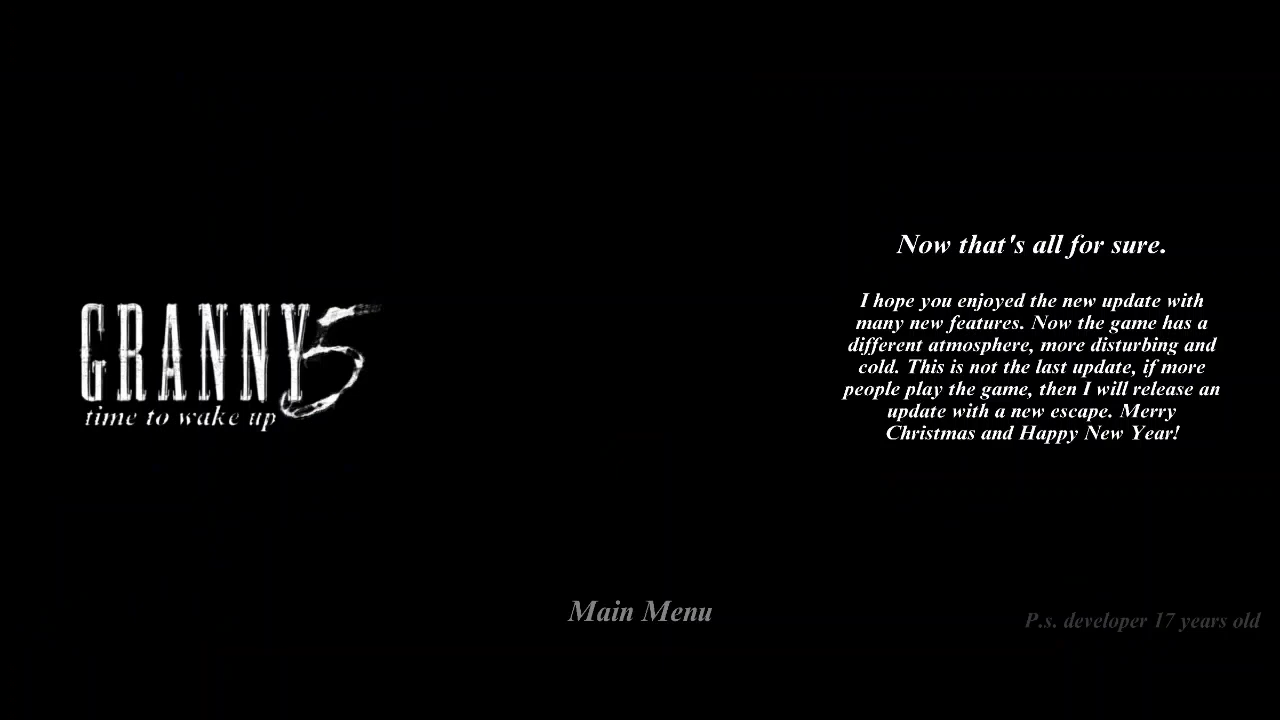 GRANNY 5
time to wake up
Now that's all for sure.
I hope you enjoyed the new update with
many new features. Now the game has a
different atmosphere, more disturbing and
cold. This is not the last update, if more
people play the game, then I will release an
update with a new escape. Merry
Christmas and Happy New Year!
Main Menu
P.s. developer 17 years old